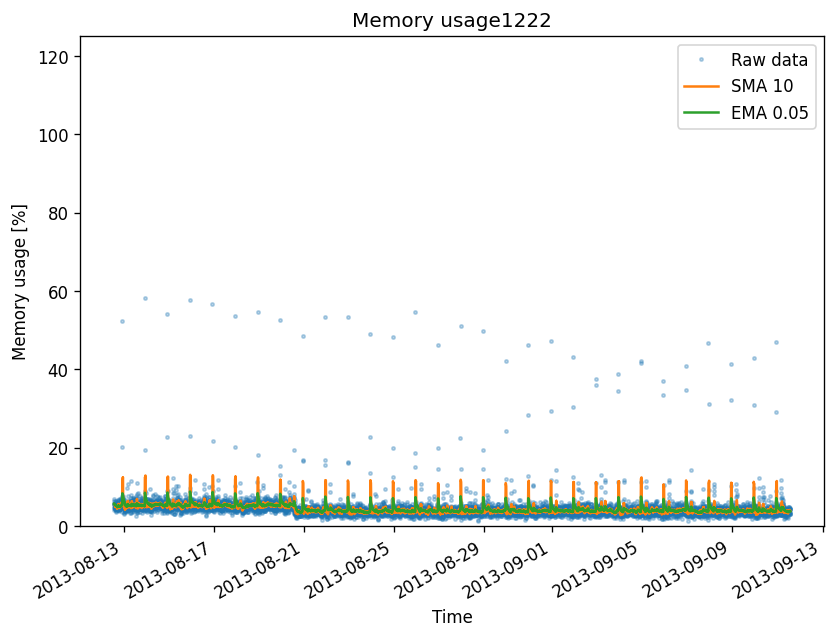 Memory usage1222
Raw data
SMA 10
EMA 0.05
Memory usage [%]
120
100
80
60
40
20
0
2013-08-13
2013-08-17
2013-08-21
2013-08-25
2013-08-29
2013-09-01
2013-09-05
2013-09-09
2013-09-13
Time